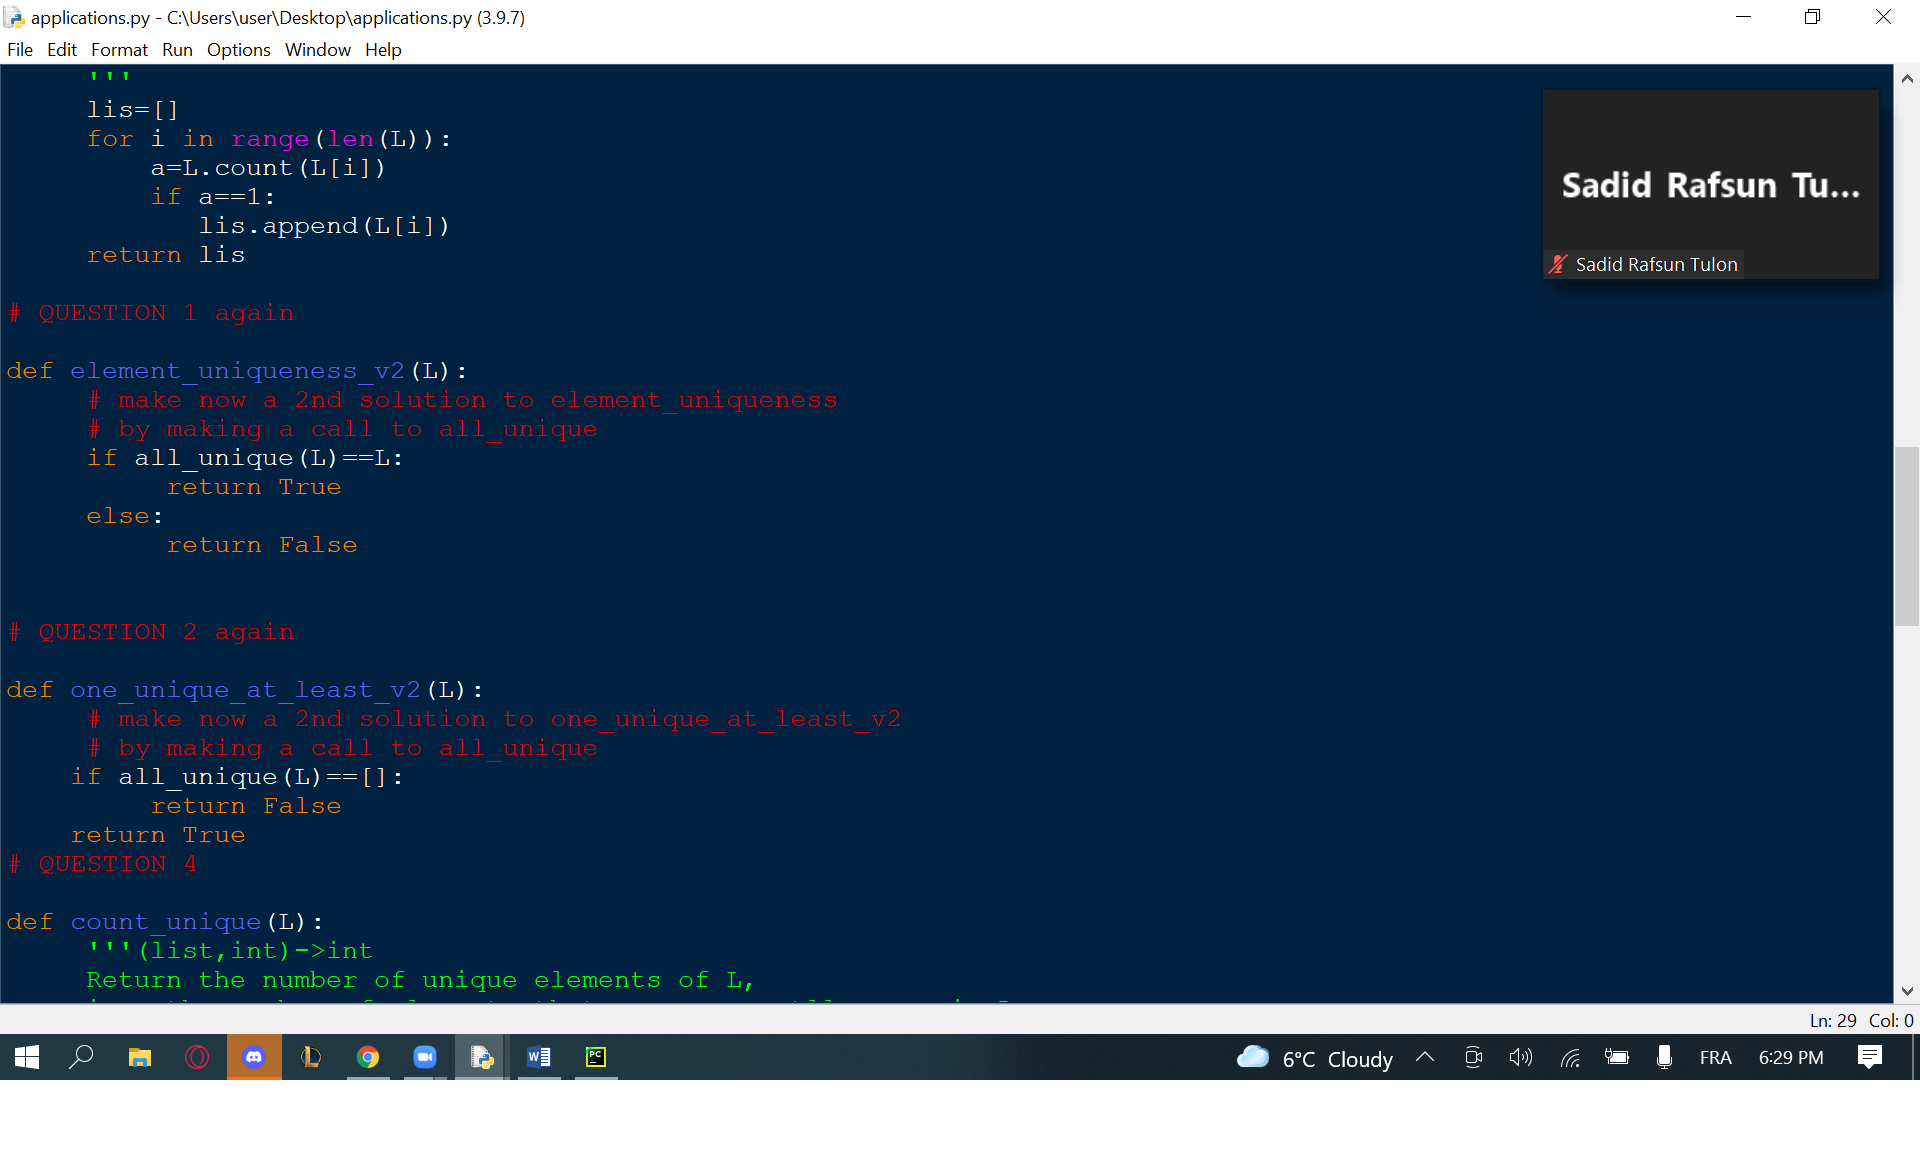 applications.py - C:\Users\user\Desktop\applications.py (3.9.7)
File Edit Format Run Options Window Help
'''
lis=[]
for i in range(len(L)):
a=L.count(L[i])
if a==1:
lis.append(L[i])
return lis
Sadid Rafsun Tu...
Sadid Rafsun Tulon
# QUESTION 1 again
def element_uniqueness_v2(L):
# make now a 2nd solution to element_uniqueness
# by making a call to all_unique
if all_unique(L)==L:
return True
else:
return False
# QUESTION 2 again
def one_unique_at_least_v2(L):
# make now a 2nd solution to one_unique_at_least_v2
# by making a call to all_unique
if all_unique(L)==[]:
return False
return True
# QUESTION 4
def count_unique(L):
'''(list,int)->int
Return the number of unique elements of L,
Ln: 29 Col: 0
W PC 6°C Cloudy FRA 6:29 PM